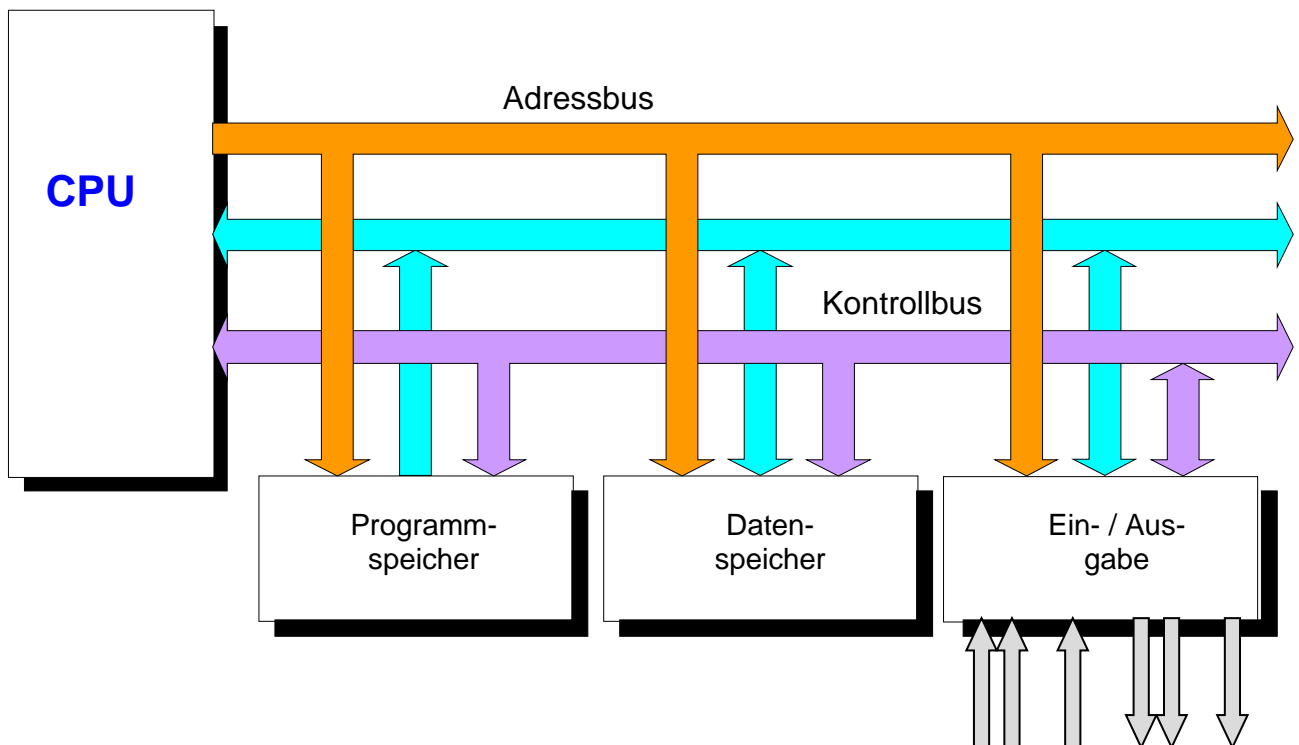 Adressbus
CPU
Kontrollbus
Programm-
speicher
Daten-
speicher
Ein- / Aus-
gabe